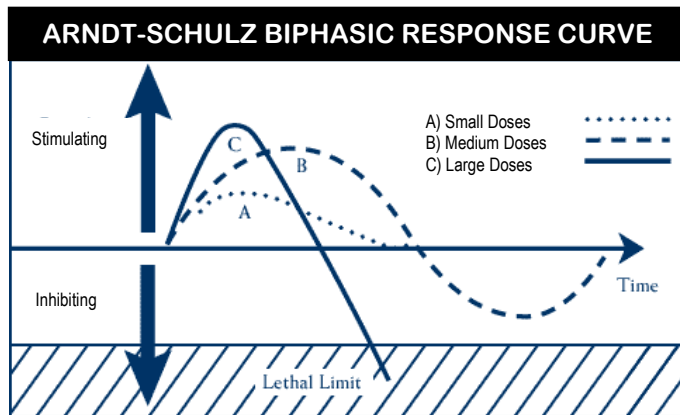 ARNDT-SCHULZ BIPHASIC RESPONSE CURVE
Stimulating
A) Small Doses
B) Medium Doses
C) Large Doses
C
B
A
Time
Inhibiting
Lethal Limit